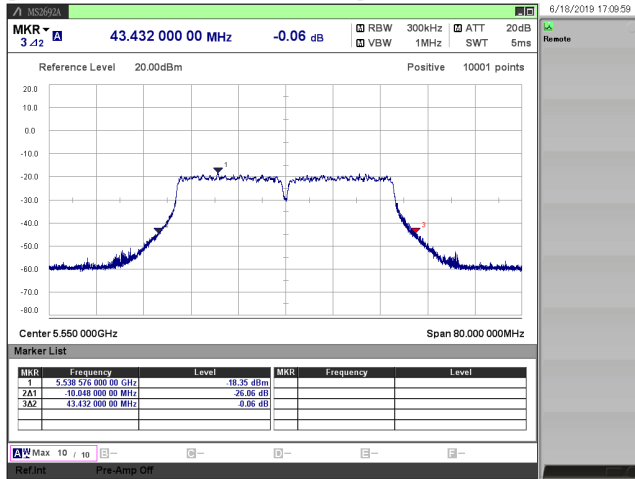 MS2692A
6/18/2019 17:09:59
MKR
3 Δ12 A
43.432 000 00 MHz
-0.06 dB
M RBW 300kHz M ATT 20dB
M VBW 1MHz SWT 5ms
Remote
Reference Level 20.00dBm
Positive 10001 points
20.0
10.0
0.0
-10.0
1
-20.0
-30.0
-40.0
3
-50.0
-60.0
-70.0
-80.0
Center 5.550 000GHz
Span 80.000 000MHz
Marker List
MKR Frequency Level MKR Frequency Level
1 5.538 576 000 00 GHz -18.35 dBm
2Δ1 -10.048 000 00 MHz -26.06 dB
3Δ2 43.432 000 00 MHz -0.06 dB
A W Max 10 / 10 B— C— D— E— F—
Ref.Int Pre-Amp Off